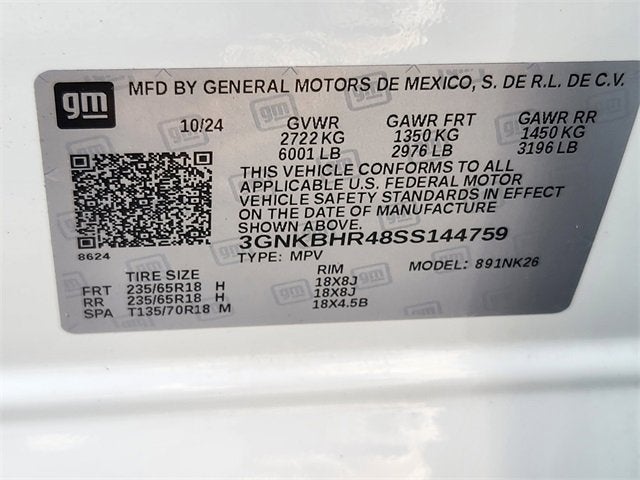 gm
MFD BY GENERAL MOTORS DE MEXICO, S. DE R.L. DE C.V.
10/24 GVWR GAWR FRT GAWR RR
2722 KG 1350 KG 1450 KG
6001 LB 2976 LB 3196 LB
THIS VEHICLE CONFORMS TO ALL
APPLICABLE U.S. FEDERAL MOTOR
VEHICLE SAFETY STANDARDS IN EFFECT
ON THE DATE OF MANUFACTURE
SHOWN ABOVE.
3GNKBHR48SS144759
8624
TYPE: MPV MODEL: 891NK26
TIRE SIZE RIM
FRT 235/65R18 H 18X8J
RR 235/65R18 H 18X8J
SPA T135/70R18 M 18X4.5B